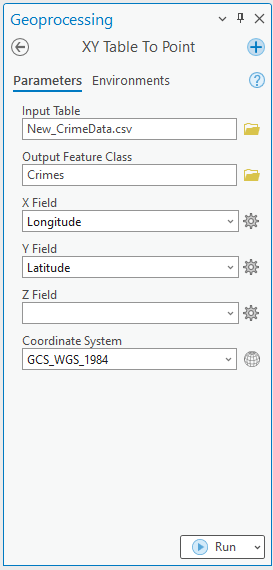 Geoprocessing
XY Table To Point
Parameters Environments
Input Table
New_CrimeData.csv
Output Feature Class
Crimes
X Field
Longitude
Y Field
Latitude
Z Field
Coordinate System
GCS_WGS_1984
Run